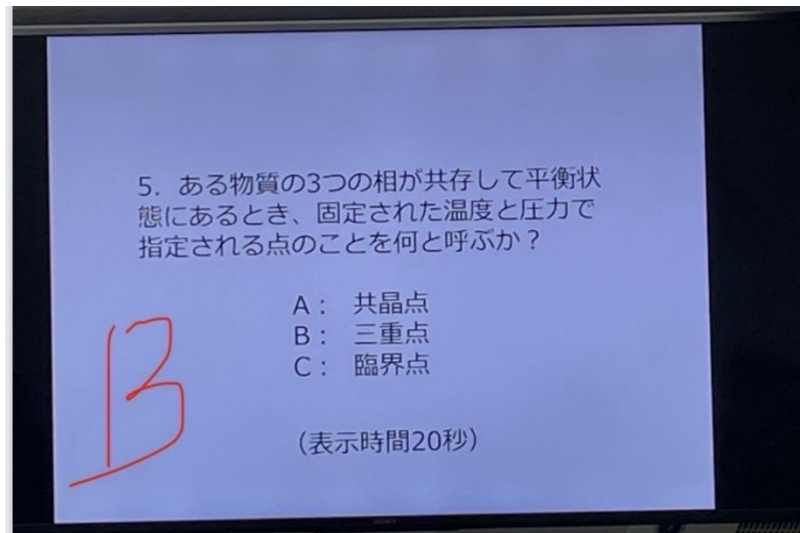 5．ある物質の3つの相が共存して平衡状
態にあるとき、固定された温度と圧力で
指定される点のことを何と呼ぶか？
A： 共晶点
B： 三重点
C： 臨界点
B
（表示時間20秒）